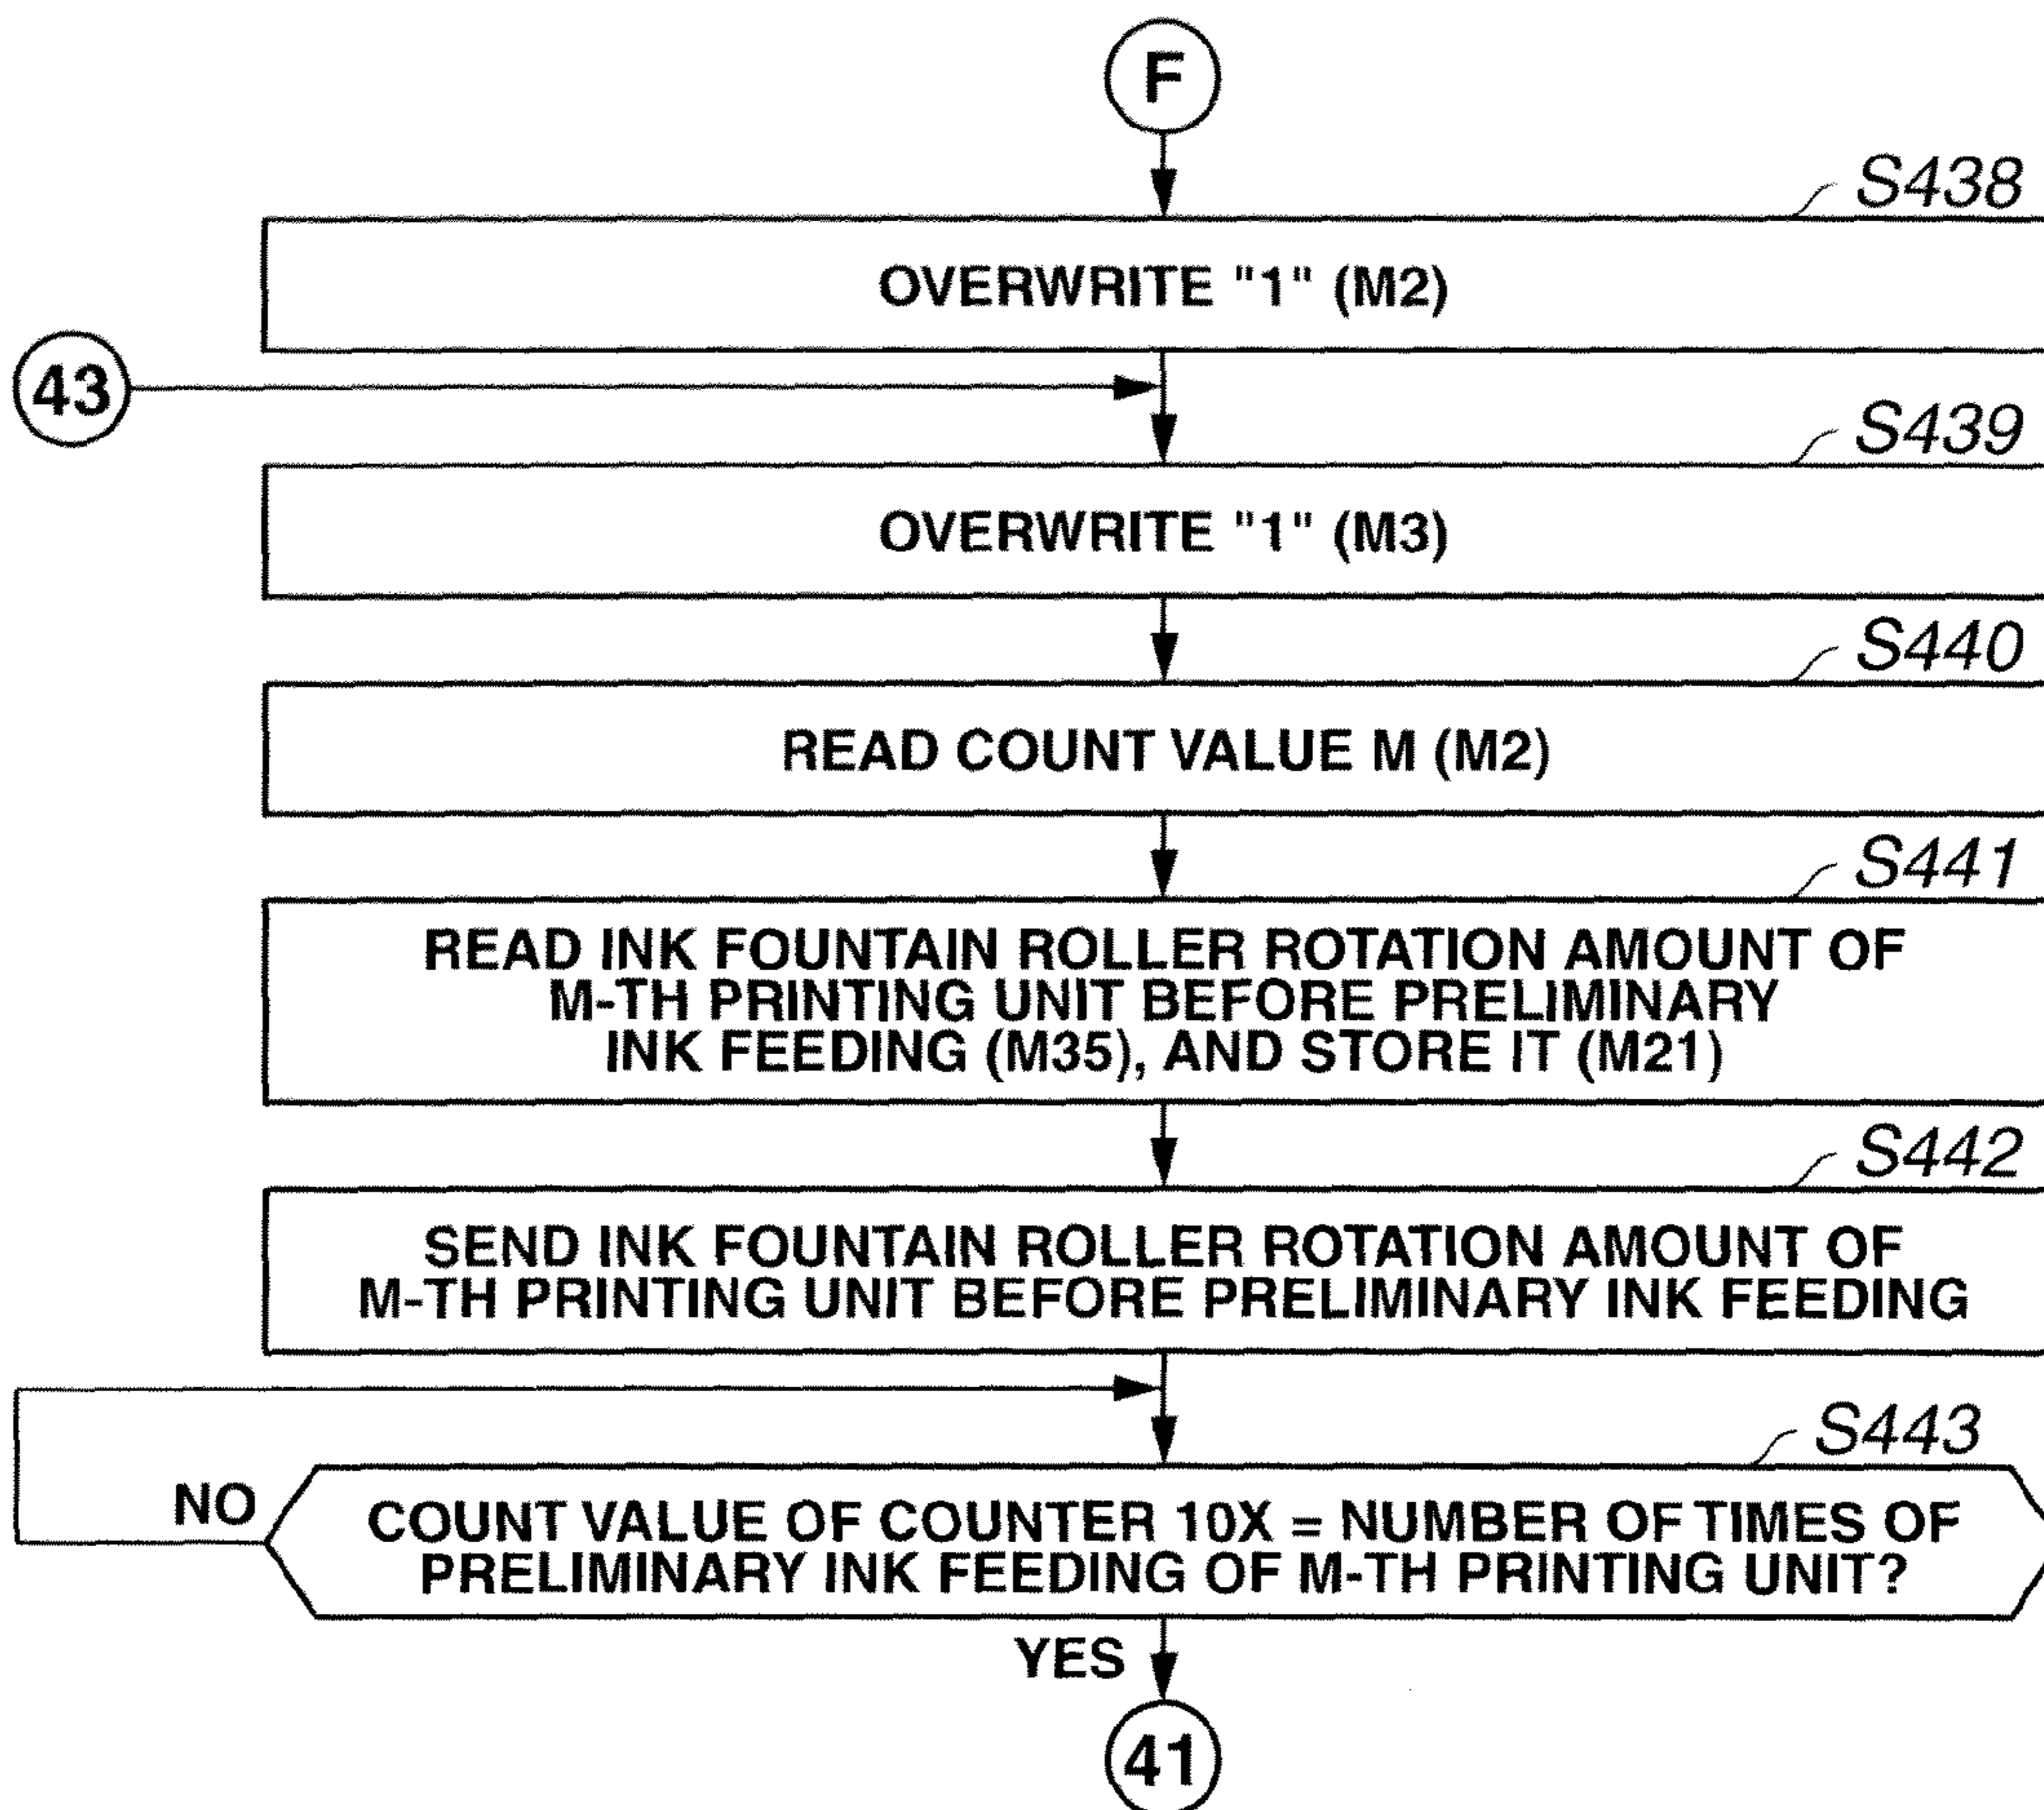 F
S438
OVERWRITE "1" (M2)
43
S439
OVERWRITE "1" (M3)
S440
READ COUNT VALUE M (M2)
S441
READ INK FOUNTAIN ROLLER ROTATION AMOUNT OF
M-TH PRINTING UNIT BEFORE PRELIMINARY
INK FEEDING (M35), AND STORE IT (M21)
S442
SEND INK FOUNTAIN ROLLER ROTATION AMOUNT OF
M-TH PRINTING UNIT BEFORE PRELIMINARY INK FEEDING
S443
NO
COUNT VALUE OF COUNTER 10X = NUMBER OF TIMES OF
PRELIMINARY INK FEEDING OF M-TH PRINTING UNIT?
YES
41